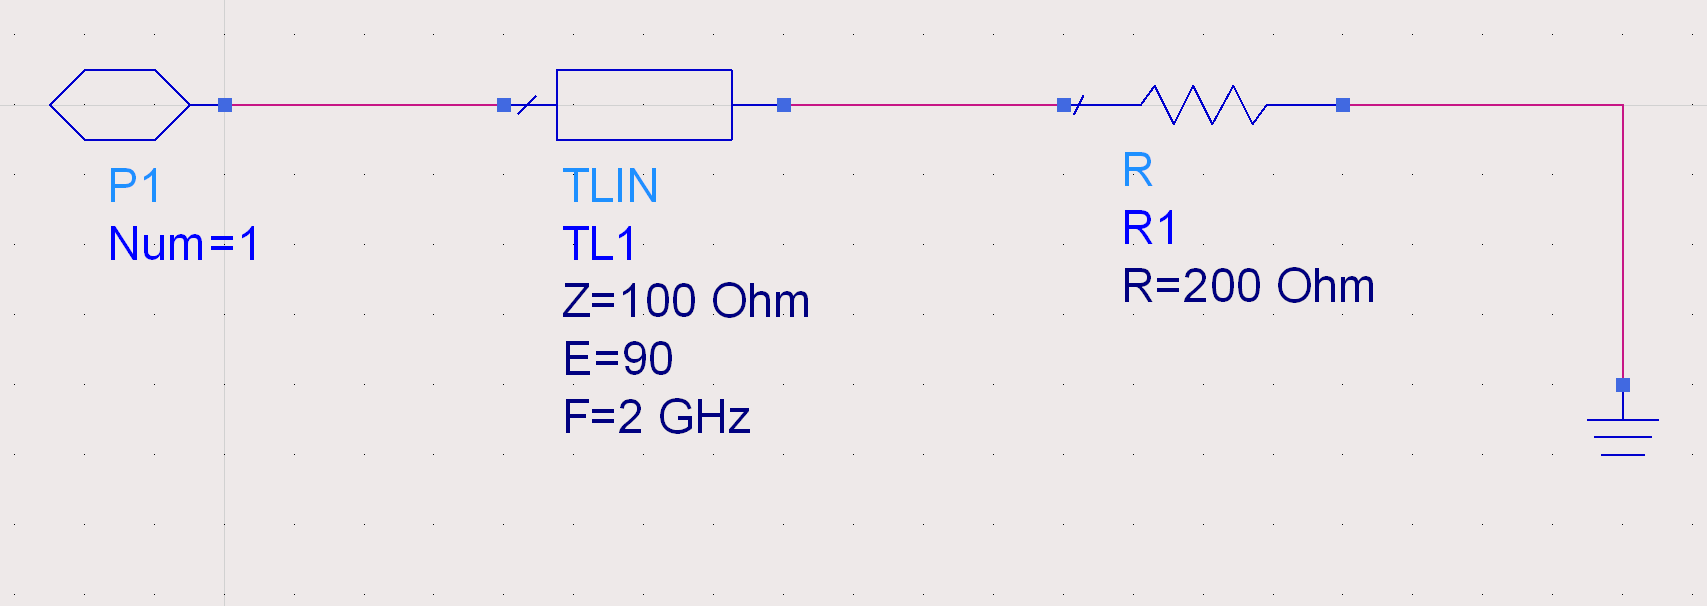 P1
Num=1
TLIN
TL1
Z=100 Ohm
E=90
F=2 GHz
R
R1
R=200 Ohm